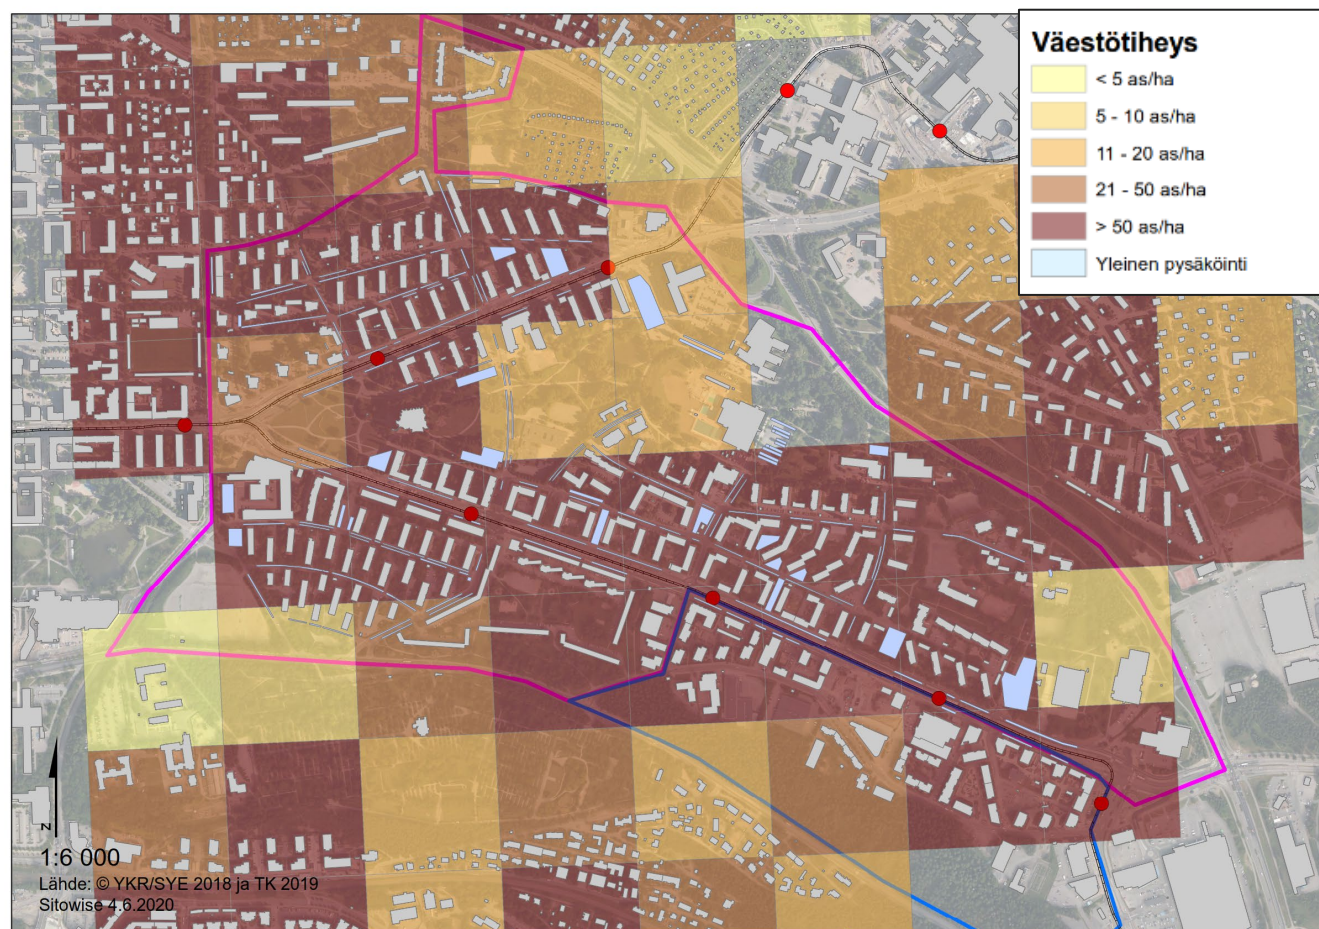 Väestötiheys
< 5 as/ha
5 - 10 as/ha
11 - 20 as/ha
21 - 50 as/ha
> 50 as/ha
Yleinen pysäköinti
N
1:6 000
Lähde: © YKR/SYE 2018 ja TK 2019
Sitowise 4.6.2020